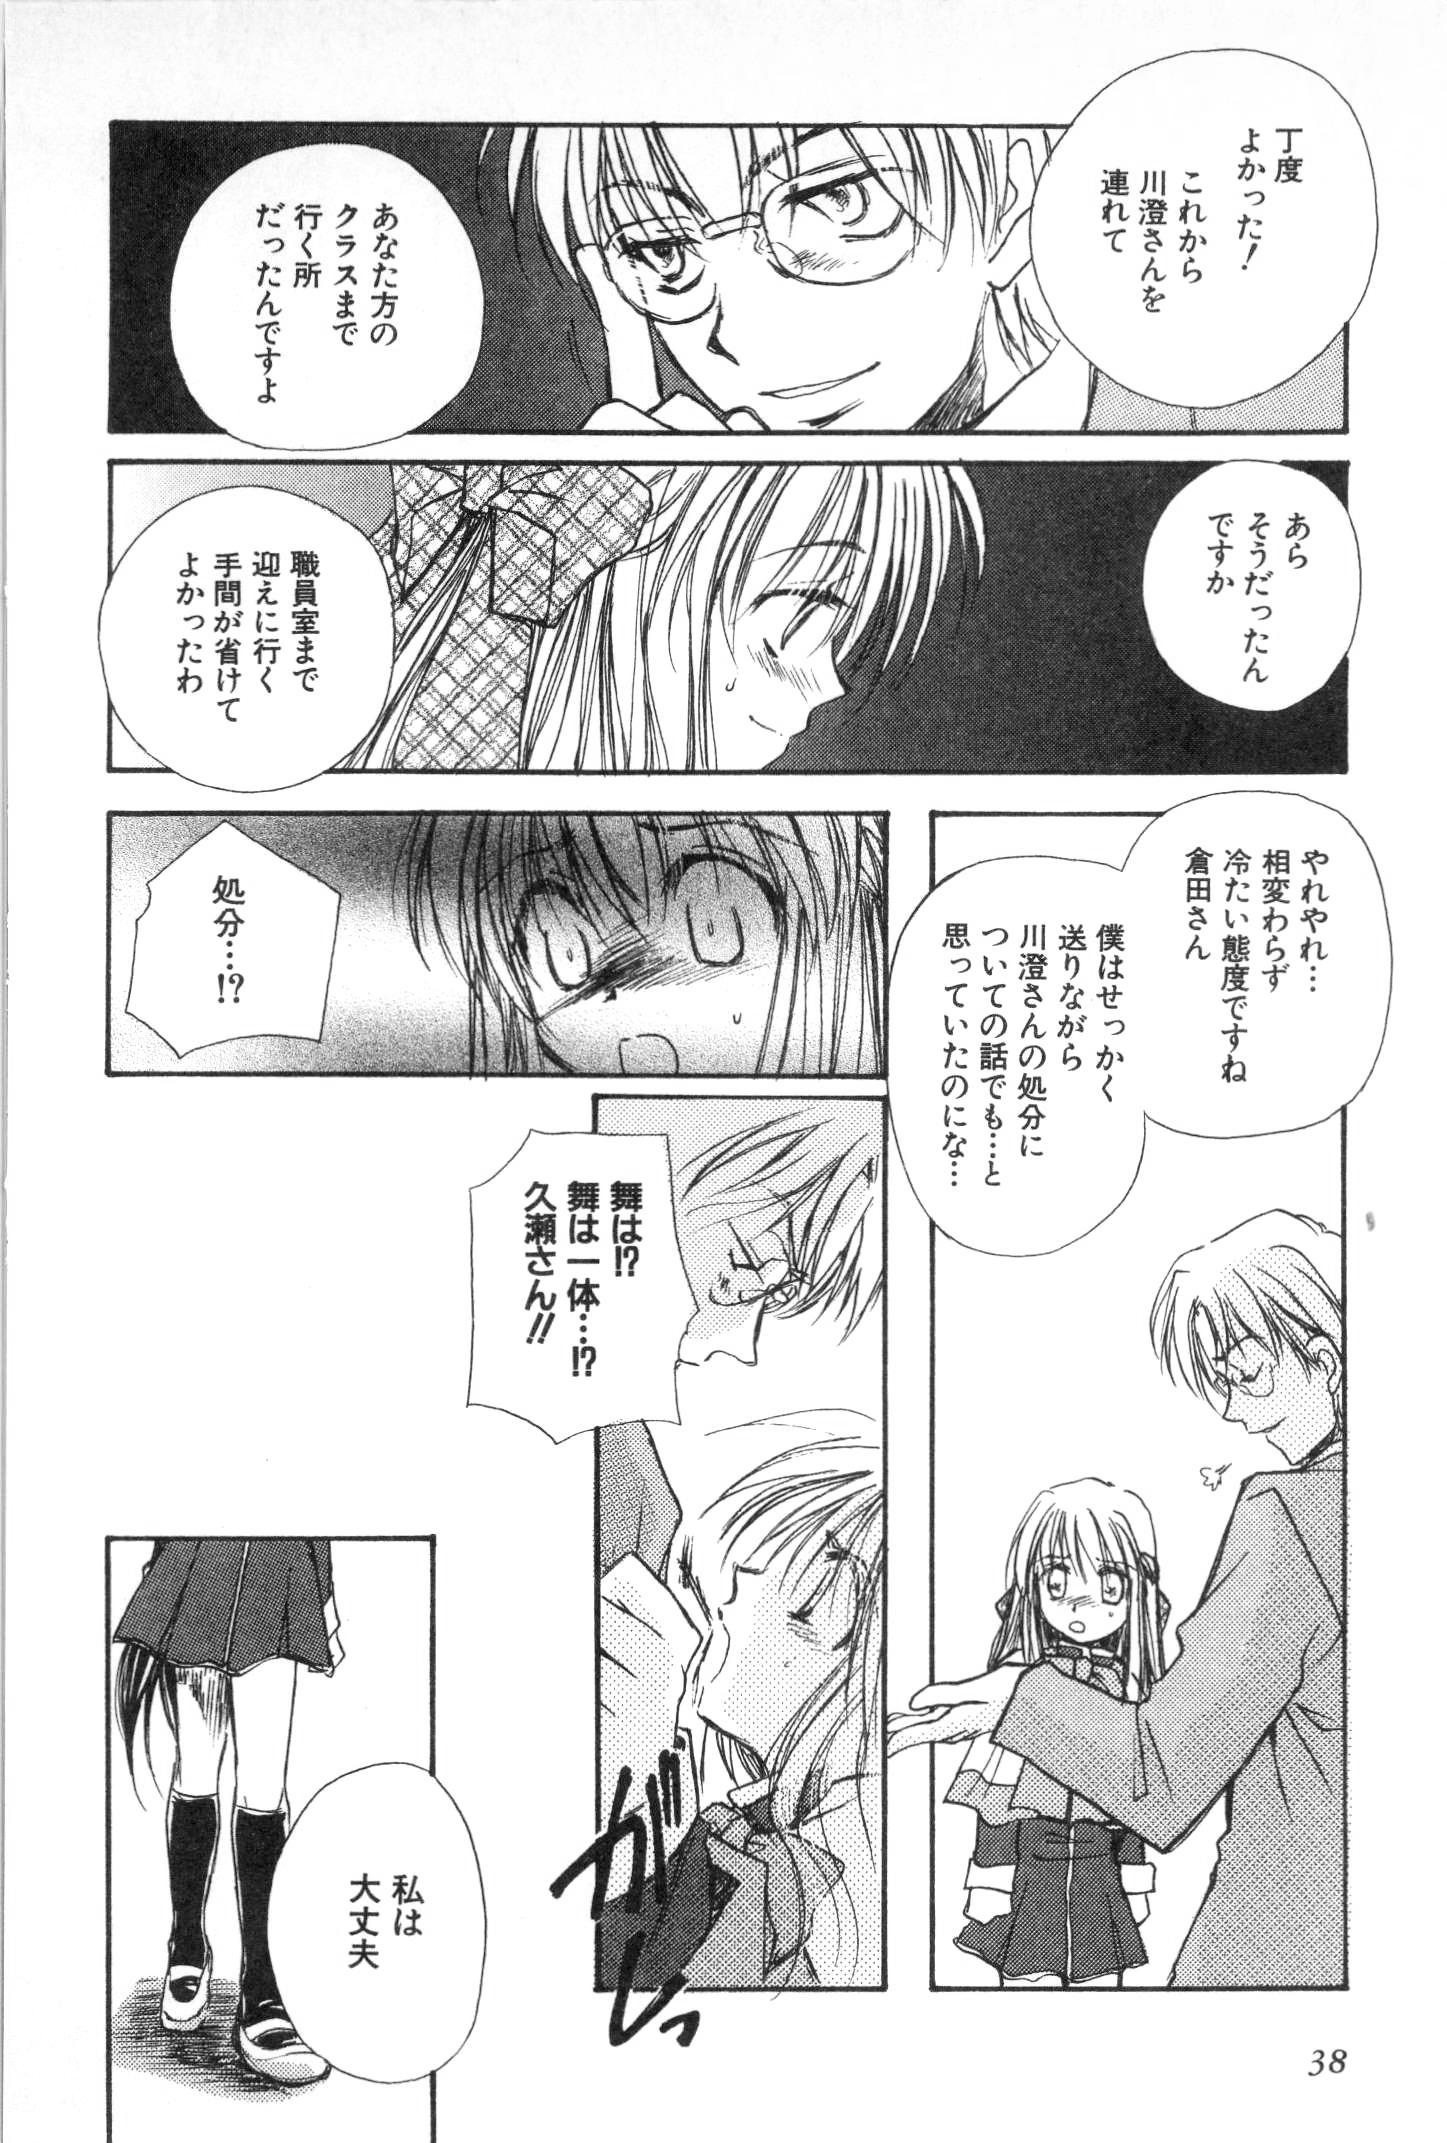 丁度
よかった！
これから
川澄さんを
連れて
あなた方の
クラスまで
行く所
だったんですよ
あら
そうだったん
ですか
職員室まで
迎えに行く
手間が省けて
よかったわ
やれやれ…
相変わらず
冷たい態度ですね
倉田さん
僕はせっかく
送りながら
川澄さんの処分に
ついての話でも…と
思っていたのにな…
処分…!?
舞は!?
舞は一体…!?
久瀬さん!!
ガシッ
私は
大丈夫
38